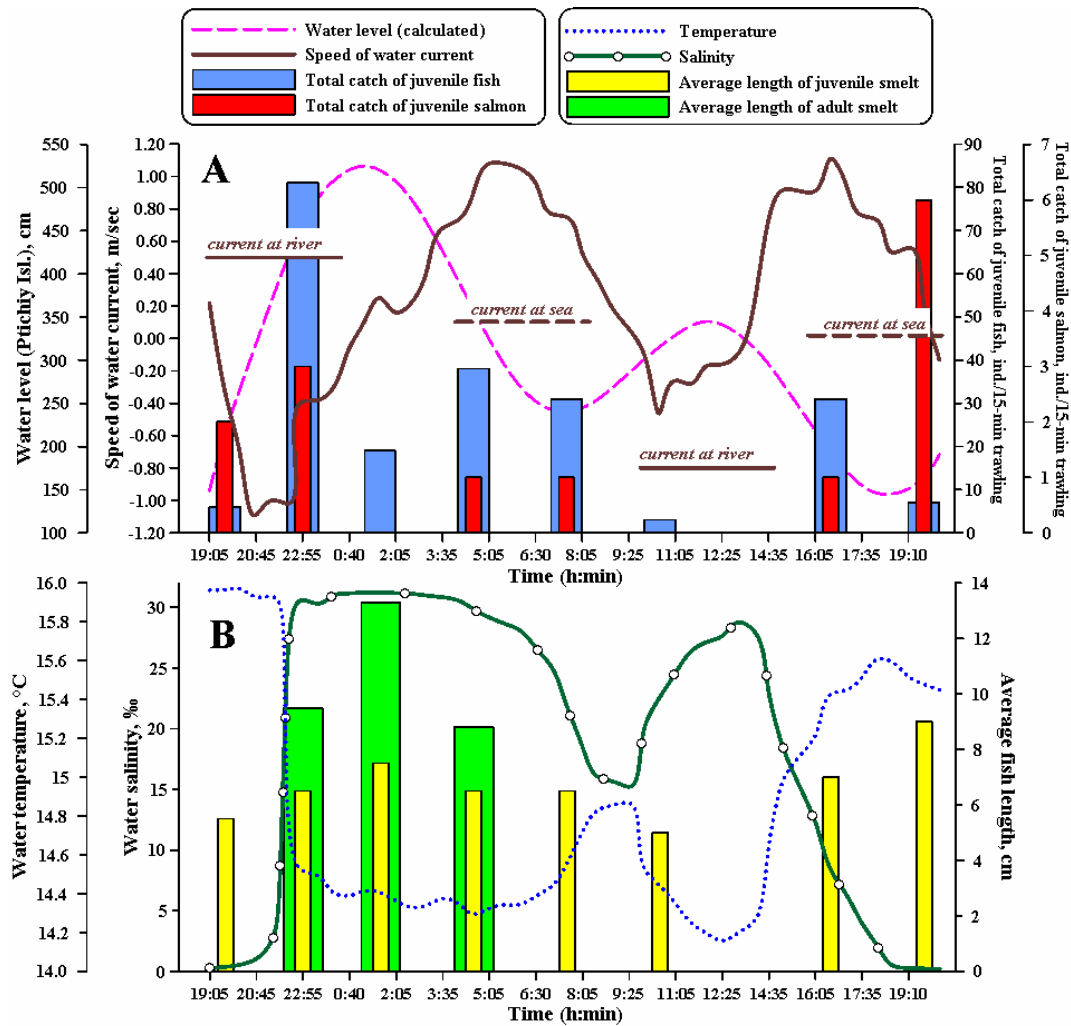 Water level (calculated)
Speed of water current
Total catch of juvenile fish
Total catch of juvenile salmon
Temperature
Salinity
Average length of juvenile smelt
Average length of adult smelt
A
Water level (Ptichiy Isl.), cm
550
500
450
400
350
300
250
200
150
100
Speed of water current, m/sec
1.20
1.00
0.80
0.60
0.40
0.20
0.00
-0.20
-0.40
-0.60
-0.80
-1.00
-1.20
current at river
current at sea
current at river
current at sea
90
80
70
60
50
40
30
20
10
0
Total catch of juvenile fish, ind./15-min trawling
7
6
5
4
3
2
1
0
Total catch of juvenile salmon, ind./15-min trawling
19:05 20:45 22:55 0:40 2:05 3:35 5:05 6:30 8:05 9:25 11:05 12:25 14:35 16:05 17:35 19:10
Time (h:min)
B
Water temperature, °C
16.0
15.8
15.6
15.4
15.2
15
14.8
14.6
14.4
14.2
14.0
Water salinity, ‰
30
25
20
15
10
5
0
14
12
10
8
6
4
2
0
Average fish length, cm
19:05 20:45 22:55 0:40 2:05 3:35 5:05 6:30 8:05 9:25 11:05 12:25 14:35 16:05 17:35 19:10
Time (h:min)